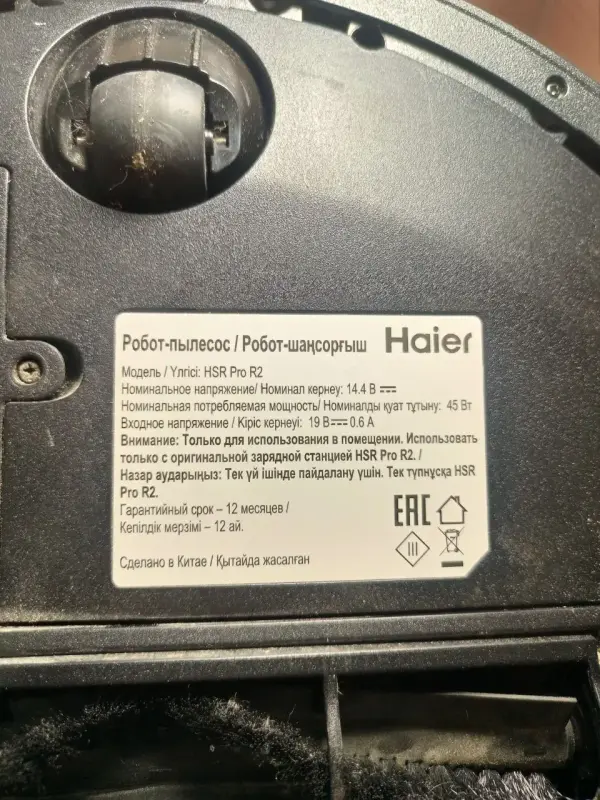 Робот-пылесос / Робот-шаңсорғыш Haier
Модель / Үлгісі: HSR Pro R2
Номинальное напряжение/ Номинал кернеу: 14.4 В
Номинальная потребляемая мощность/ Номиналды қуат тұтыну: 45 Вт
Входное напряжение / Кіріс кернеуі: 19 В 0.6 А
Внимание: Только для использования в помещении. Использовать
только с оригинальной зарядной станцией HSR Pro R2. /
Назар аударыңыз: Тек үй ішінде пайдалану үшін. Тек түпнұсқа HSR
Pro R2.
Гарантийный срок – 12 месяцев /
Кепілдік мерзімі – 12 ай.
EAC
III
Сделано в Китае / Қытайда жасалған